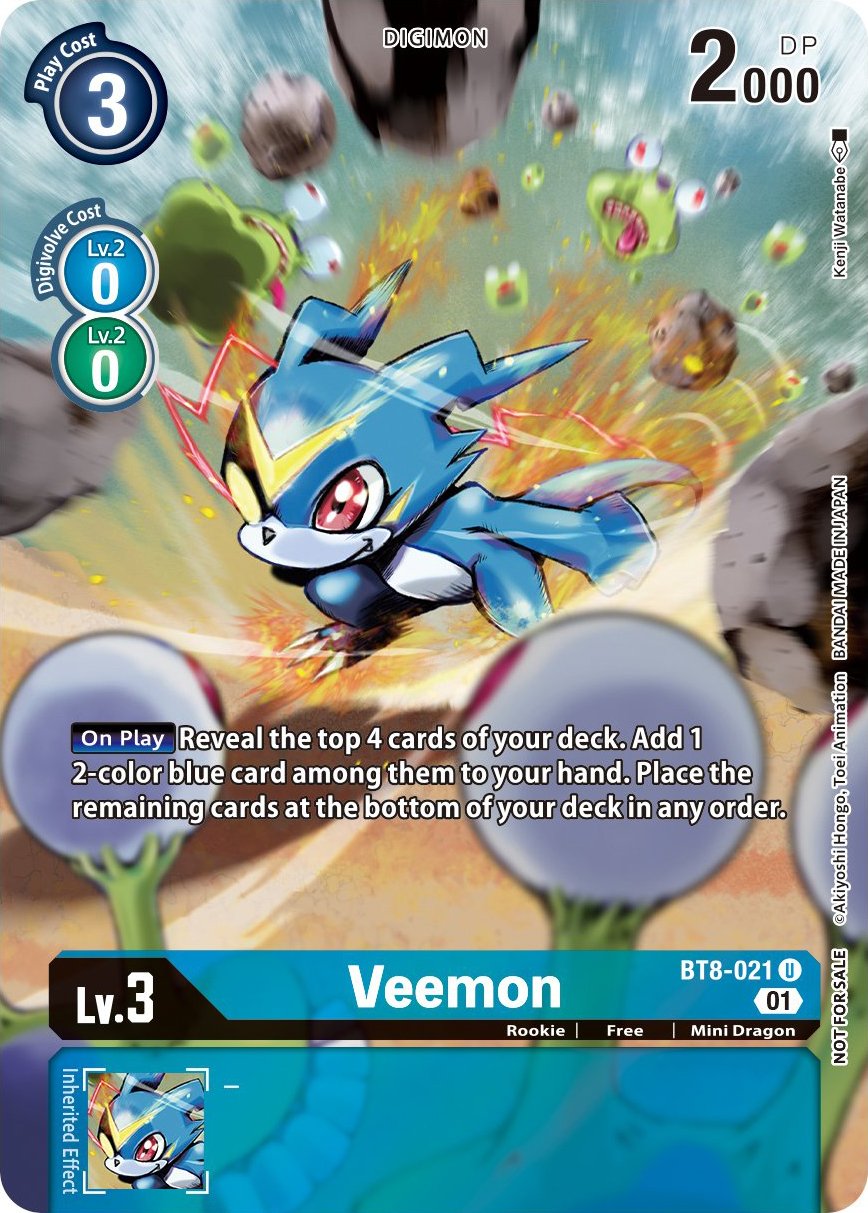 DIGIMON
Play Cost
3
DP
2000
Digivolve Cost
Lv.2
0
Lv.2
0
Kenji Watanabe
©Akiyoshi Hongo, Toei Animation BANDAI MADE IN JAPAN
NOT FOR SALE
On Play Reveal the top 4 cards of your deck. Add 1
2-color blue card among them to your hand. Place the
remaining cards at the bottom of your deck in any order.
Lv.3
Veemon
BT8-021 U
01
Rookie | Free | Mini Dragon
Inherited Effect
–